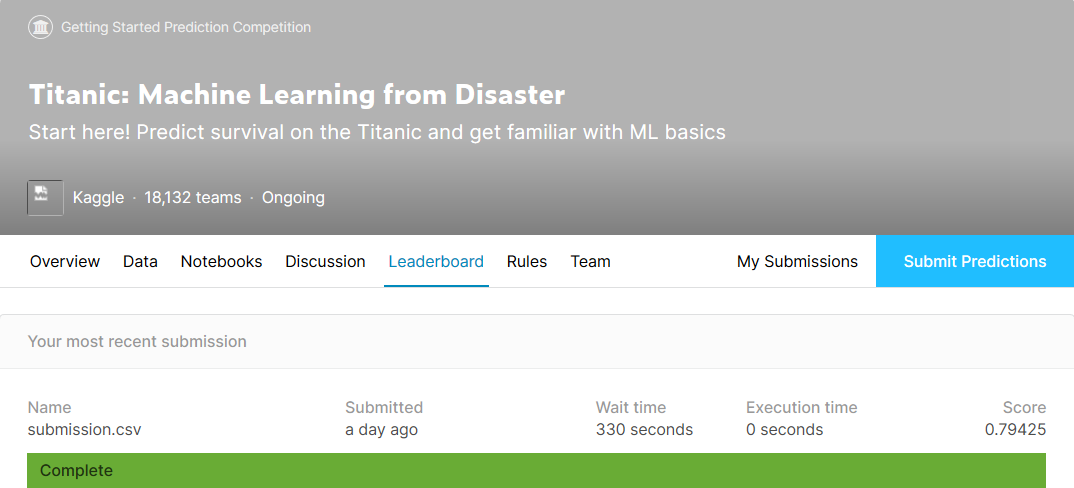 Getting Started Prediction Competition
Titanic: Machine Learning from Disaster
Start here! Predict survival on the Titanic and get familiar with ML basics
Kaggle · 18,132 teams · Ongoing
Overview Data Notebooks Discussion Leaderboard Rules Team My Submissions Submit Predictions
Your most recent submission
Name Submitted Wait time Execution time Score
submission.csv a day ago 330 seconds 0 seconds 0.79425
Complete